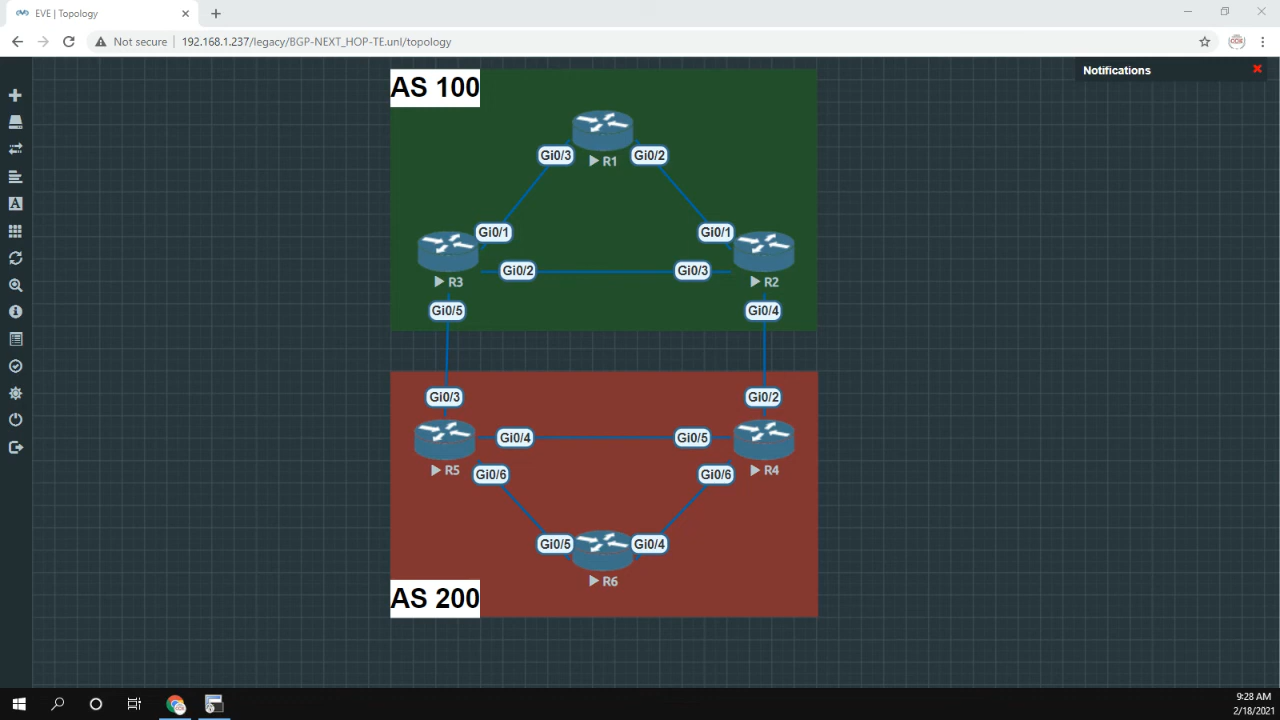 EVE | Topology
Not secure
192.168.1.237/legacy/BGP-NEXT_HOP-TE.unl/topology
Notifications
AS 100
R1
Gi0/3
Gi0/2
Gi0/1
Gi0/1
R3
Gi0/2
Gi0/3
R2
Gi0/5
Gi0/4
Gi0/3
Gi0/2
R5
Gi0/4
Gi0/5
R4
Gi0/6
Gi0/6
Gi0/5
Gi0/4
R6
AS 200
9:28 AM
2/18/2021